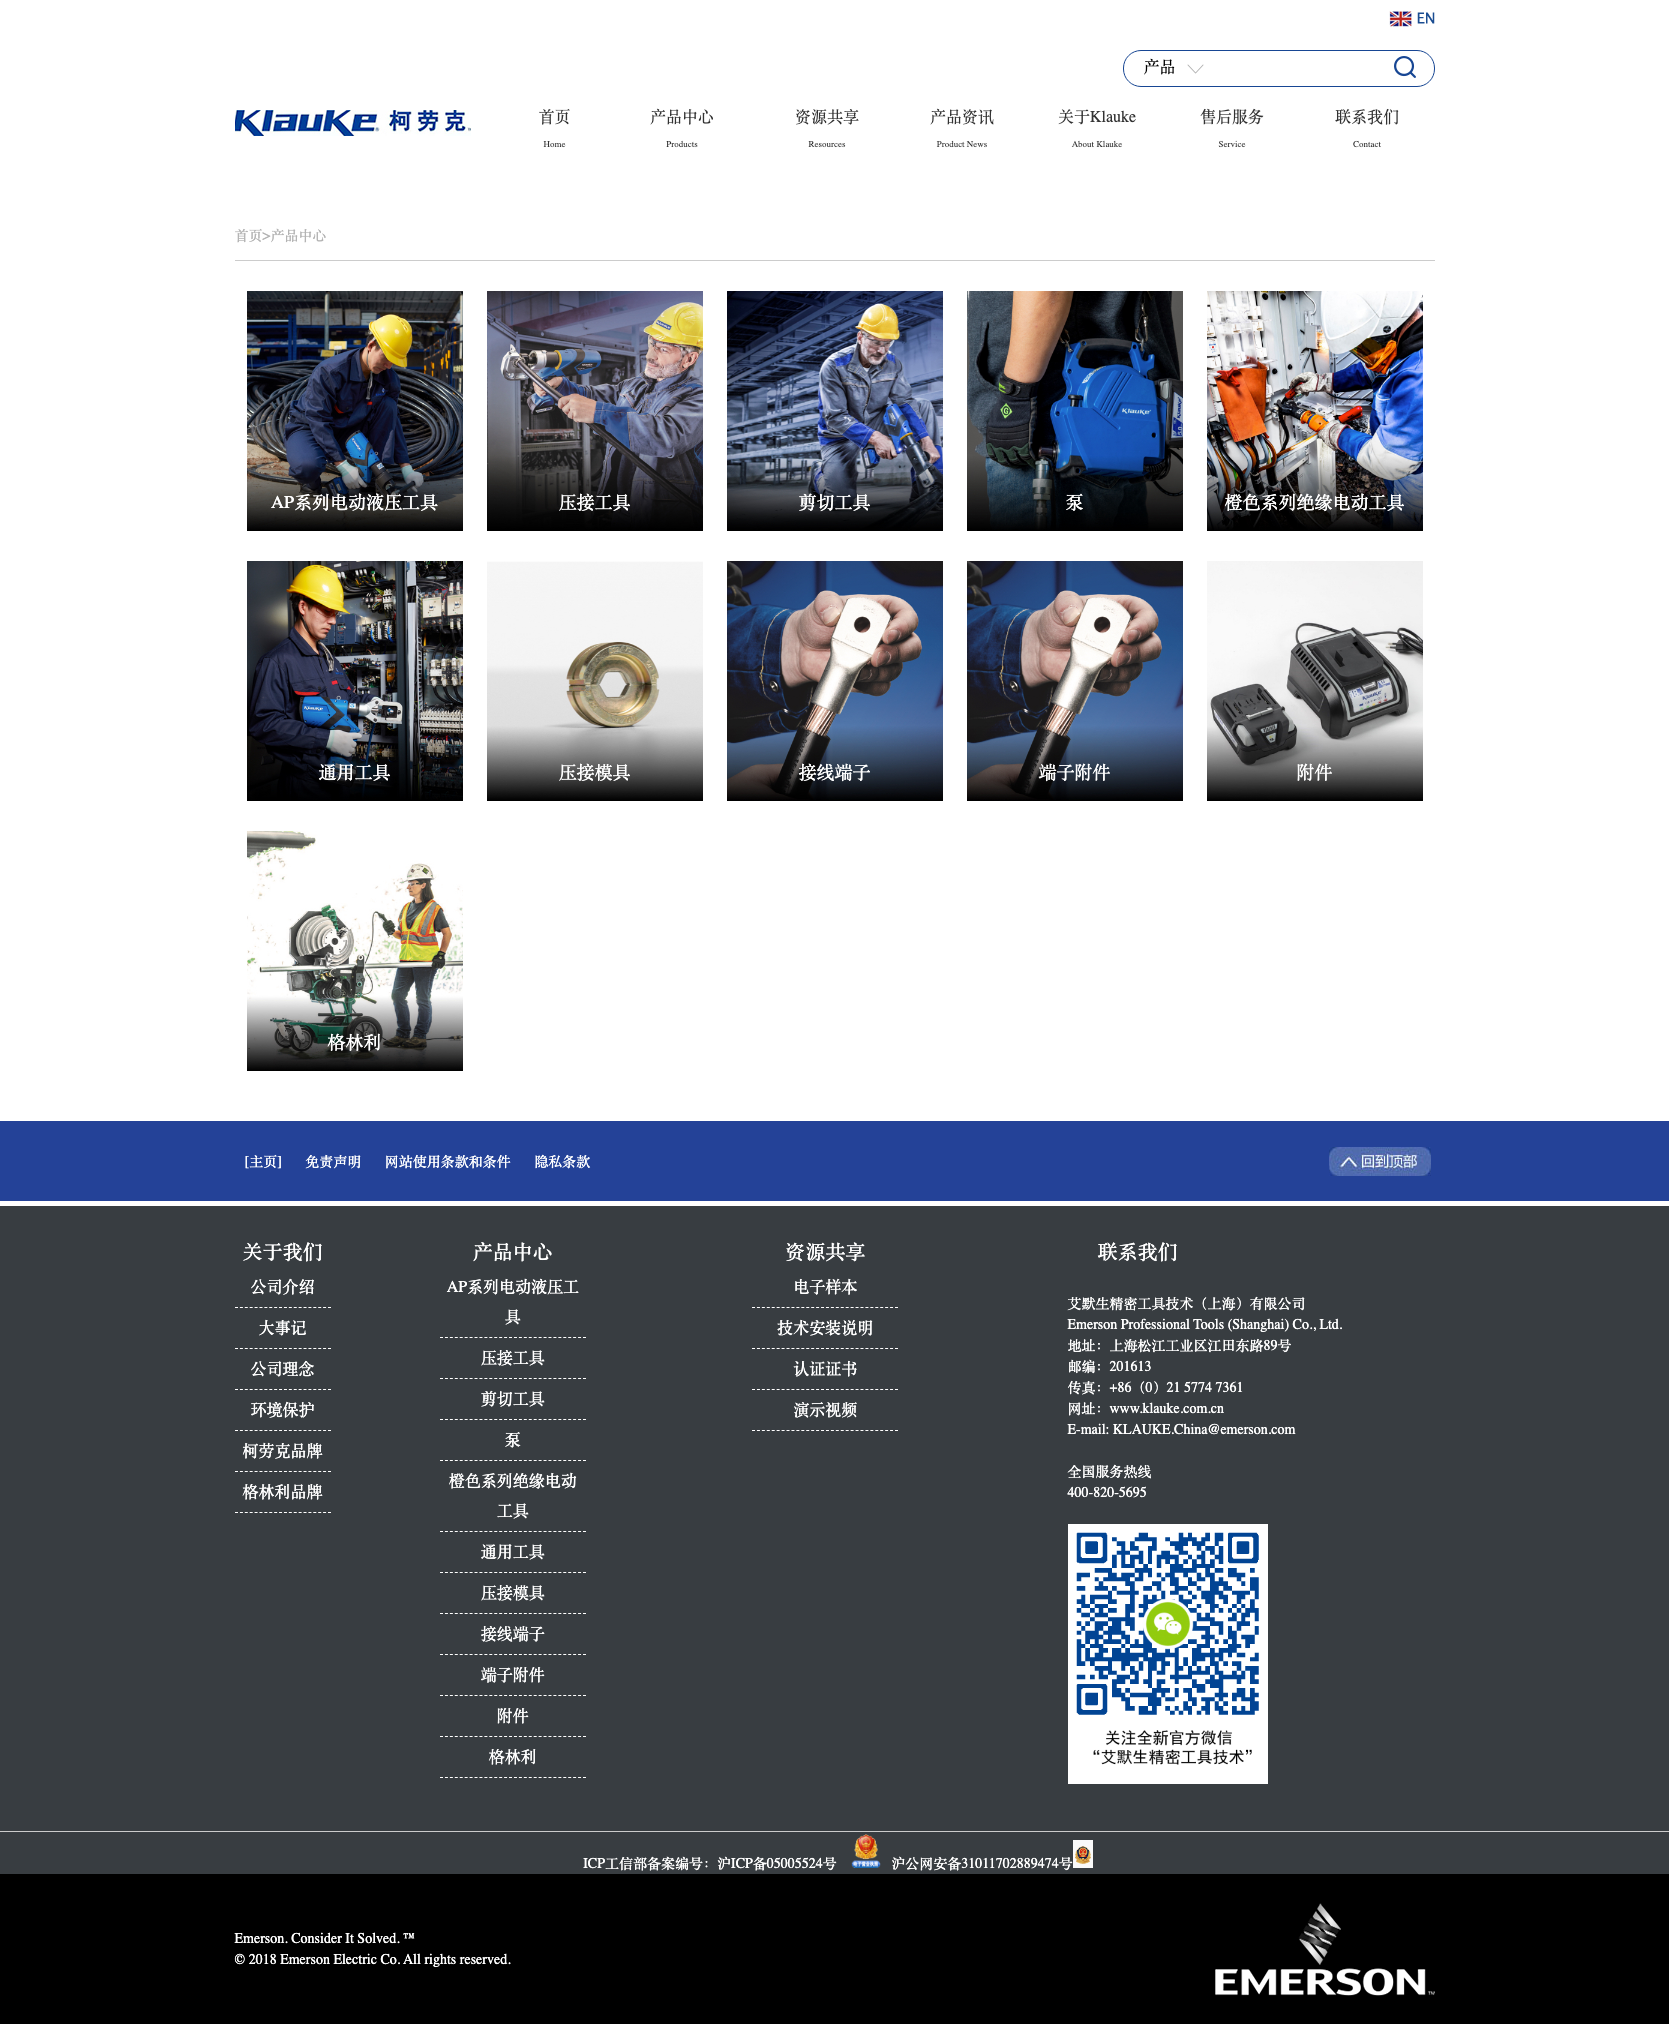 EN
产品
Klauke 柯劳克
首页
产品中心
资源共享
产品资讯
关于Klauke
售后服务
联系我们
Home
Products
Resources
Product News
About Klauke
Service
Contact
首页>产品中心
AP系列电动液压工具
压接工具
剪切工具
泵
橙色系列绝缘电动工具
通用工具
压接模具
接线端子
端子附件
附件
格林利
[主页] 免责声明 网站使用条款和条件 隐私条款
回到顶部
关于我们
公司介绍
大事记
公司理念
环境保护
柯劳克品牌
格林利品牌
产品中心
AP系列电动液压工
具
压接工具
剪切工具
泵
橙色系列绝缘电动
工具
通用工具
压接模具
接线端子
端子附件
附件
格林利
资源共享
电子样本
技术安装说明
认证证书
演示视频
联系我们
艾默生精密工具技术（上海）有限公司
Emerson Professional Tools (Shanghai) Co., Ltd.
地址：上海松江工业区江田东路89号
邮编：201613
传真：+86（0）21 5774 7361
网址：www.klauke.com.cn
E-mail: KLAUKE.China@emerson.com
全国服务热线
400-820-5695
关注全新官方微信
“艾默生精密工具技术”
ICP工信部备案编号：沪ICP备05005524号 沪公网安备31011702889474号
Emerson. Consider It Solved. ™
© 2018 Emerson Electric Co. All rights reserved.
EMERSON™